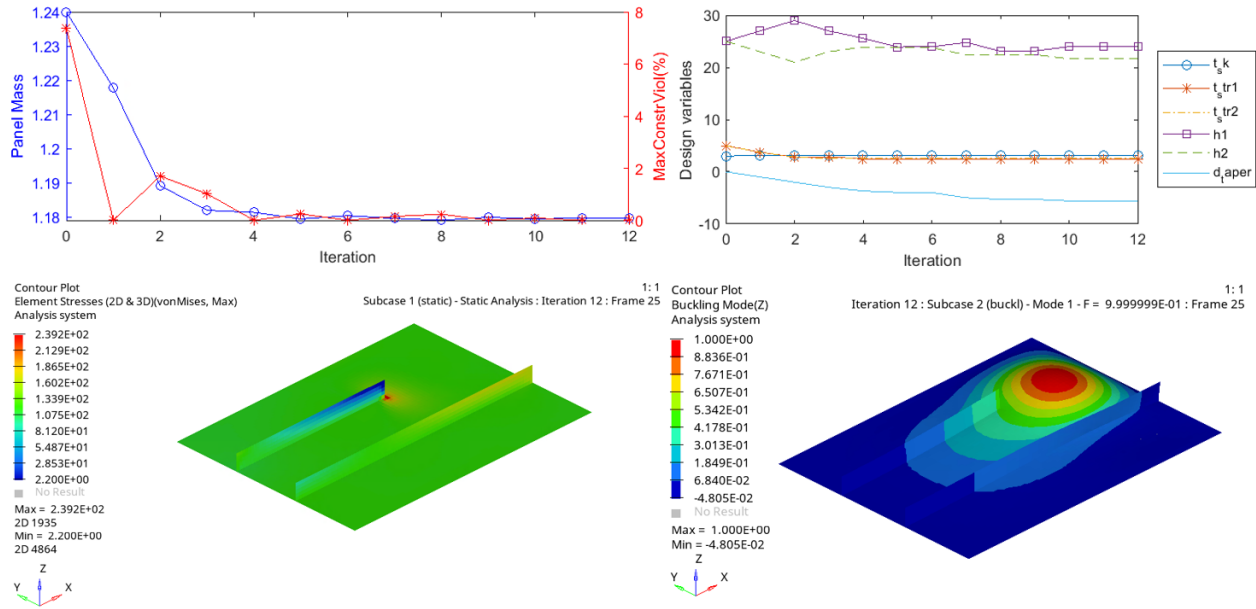 1.24
1.23
1.22
1.21
1.2
1.19
1.18
Panel Mass
8
6
4
2
0
MaxConstrViol(%)
0 2 4 6 8 10 12
Iteration
30
20
10
0
-10
Design variables
0 2 4 6 8 10 12
Iteration
t_sk
t_str1
t_str2
h1
h2
d_taper
Contour Plot
Element Stresses (2D & 3D)(vonMises, Max)
Analysis system
1: 1
Subcase 1 (static) - Static Analysis : Iteration 12 : Frame 25
2.392E+02
2.129E+02
1.865E+02
1.602E+02
1.339E+02
1.075E+02
8.120E+01
5.487E+01
2.853E+01
2.200E+00
No Result
Max = 2.392E+02
2D 1935
Min = 2.200E+00
2D 4864
Z
Y X
Contour Plot
Buckling Mode(Z)
Analysis system
1: 1
Iteration 12 : Subcase 2 (buckl) - Mode 1 - F = 9.999999E-01 : Frame 25
1.000E+00
8.836E-01
7.671E-01
6.507E-01
5.342E-01
4.178E-01
3.013E-01
1.849E-01
6.840E-02
-4.805E-02
No Result
Max = 1.000E+00
Min = -4.805E-02
Z
Y X